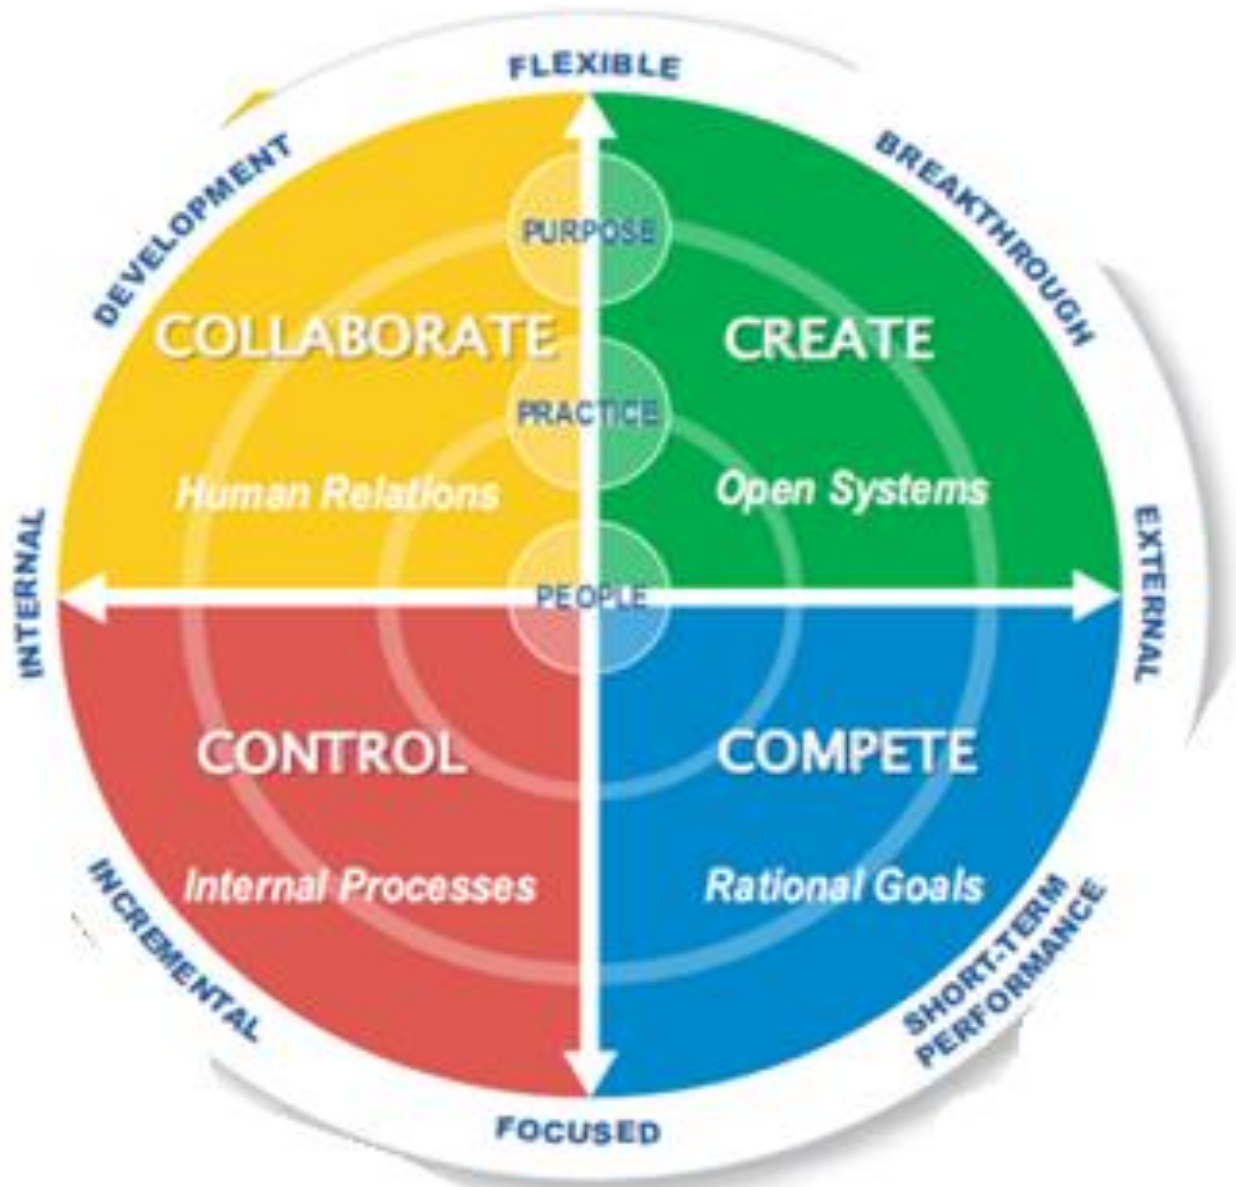 FLEXIBLE
DEVELOPMENT
BREAKTHROUGH
PURPOSE
COLLABORATE
CREATE
PRACTICE
Human Relations
Open Systems
INTERNAL
EXTERNAL
PEOPLE
CONTROL
COMPETE
Internal Processes
Rational Goals
INCREMENTAL
SHORT-TERM
PERFORMANCE
FOCUSED